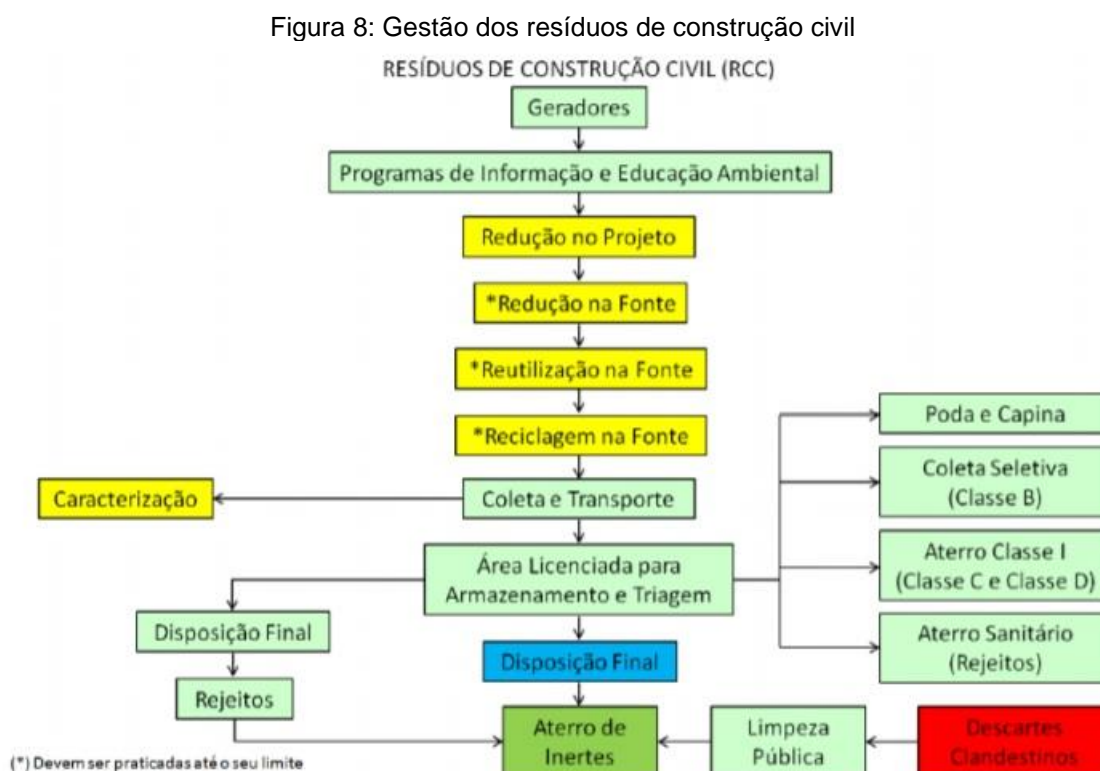 Figura 8: Gestão dos resíduos de construção civil
RESÍDUOS DE CONSTRUÇÃO CIVIL (RCC)
Geradores
Programas de Informação e Educação Ambiental
Redução no Projeto
*Redução na Fonte
*Reutilização na Fonte
*Reciclagem na Fonte
Caracterização
Coleta e Transporte
Área Licenciada para
Armazenamento e Triagem
Poda e Capina
Coleta Seletiva
(Classe B)
Aterro Classe I
(Classe C e Classe D)
Aterro Sanitário
(Rejeitos)
Disposição Final
Rejeitos
Disposição Final
Aterro de
Inertes
Limpeza
Pública
Descartes
Clandestinos
(*) Devem ser praticadas até o seu limite